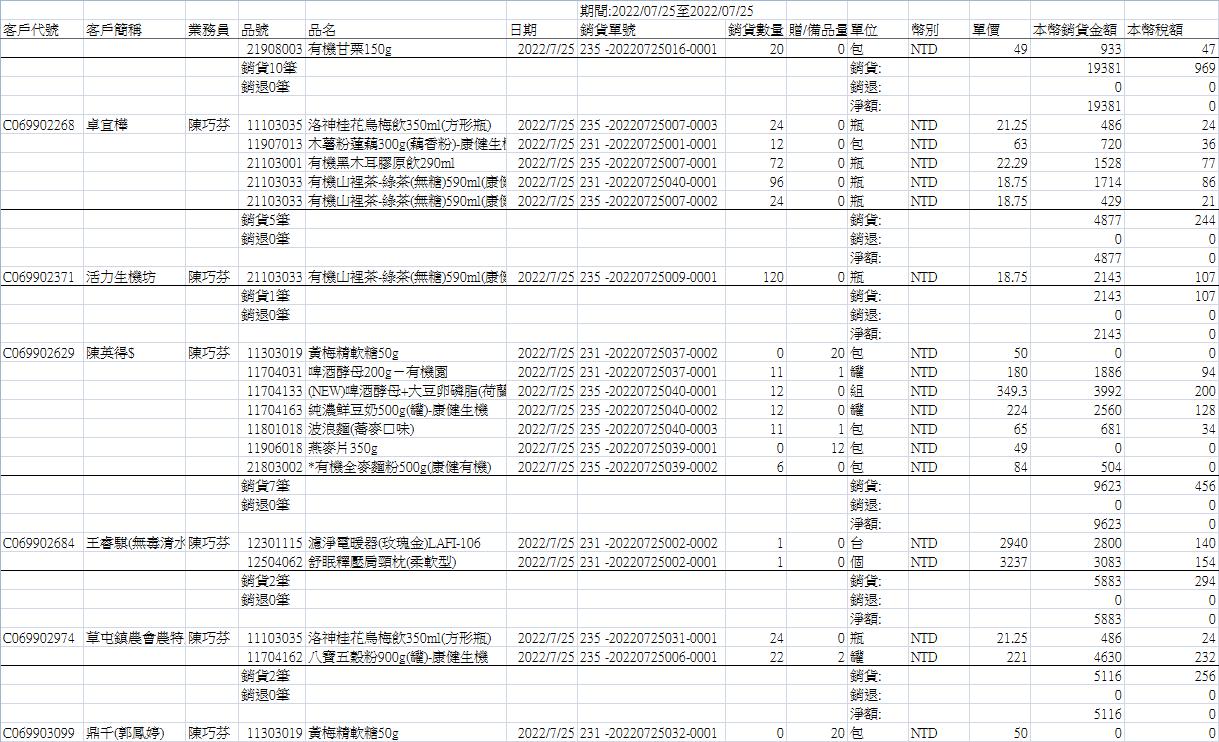 期間:2022/07/25至2022/07/25
客戶代號 客戶簡稱 業務員 品號 品名 日期 銷貨單號 銷貨數量 贈/備品量 單位 幣別 單價 本幣銷貨金額 本幣稅額
21908003 有機甘栗150g 2022/7/25 235 -20220725016-0001 20 0 包 NTD 49 933 47
銷貨10筆 銷貨: 19381 969
銷退0筆 銷退: 0 0
淨額: 19381 0
C069902268 卓宜樺 陳巧芬 11103035 洛神桂花烏梅飲350ml(方形瓶) 2022/7/25 235 -20220725007-0003 24 0 瓶 NTD 21.25 486 24
11907013 木薯粉蓮藕300g(藕香粉)-康健生機 2022/7/25 231 -20220725001-0001 12 0 包 NTD 63 720 36
21103001 有機黑木耳膠原飲290ml 2022/7/25 235 -20220725007-0001 72 0 瓶 NTD 22.29 1528 77
21103033 有機山裡茶-綠茶(無糖)590ml(康健 2022/7/25 231 -20220725040-0001 96 0 瓶 NTD 18.75 1714 86
21103033 有機山裡茶-綠茶(無糖)590ml(康健 2022/7/25 235 -20220725007-0002 24 0 瓶 NTD 18.75 429 21
銷貨5筆 銷貨: 4877 244
銷退0筆 銷退: 0 0
淨額: 4877 0
C069902371 活力生機坊 陳巧芬 21103033 有機山裡茶-綠茶(無糖)590ml(康健 2022/7/25 235 -20220725009-0001 120 0 瓶 NTD 18.75 2143 107
銷貨1筆 銷貨: 2143 107
銷退0筆 銷退: 0 0
淨額: 2143 0
C069902629 陳英得$ 陳巧芬 11303019 黃梅精軟糖50g 2022/7/25 231 -20220725037-0002 0 20 包 NTD 50 0 0
11704031 啤酒酵母200g－有機園 2022/7/25 231 -20220725037-0001 11 1 罐 NTD 180 1886 94
11704133 (NEW)啤酒酵母+大豆卵磷脂(荷蘭 2022/7/25 235 -20220725040-0001 12 0 組 NTD 349.3 3992 200
11704163 純濃鮮豆奶500g(罐)-康健生機 2022/7/25 235 -20220725040-0002 12 0 罐 NTD 224 2560 128
11801018 波浪麵(蕎麥口味) 2022/7/25 235 -20220725040-0003 11 1 包 NTD 65 681 34
11906018 燕麥片350g 2022/7/25 235 -20220725039-0001 0 12 包 NTD 49 0 0
21803002 *有機全麥麵粉500g(康健有機) 2022/7/25 235 -20220725039-0002 6 0 包 NTD 84 504 0
銷貨7筆 銷貨: 9623 456
銷退0筆 銷退: 0 0
淨額: 9623 0
C069902684 王睿騏(無毒清水 陳巧芬 12301115 濾淨電暖器(玫瑰金)LAFI-106 2022/7/25 231 -20220725002-0002 1 0 台 NTD 2940 2800 140
12504062 舒眠釋壓肩頸枕(柔軟型) 2022/7/25 231 -20220725002-0001 1 0 個 NTD 3237 3083 154
銷貨2筆 銷貨: 5883 294
銷退0筆 銷退: 0 0
淨額: 5883 0
C069902974 草屯鎮農會農特 陳巧芬 11103035 洛神桂花烏梅飲350ml(方形瓶) 2022/7/25 235 -20220725031-0001 24 0 瓶 NTD 21.25 486 24
11704162 八寶五穀粉900g(罐)-康健生機 2022/7/25 235 -20220725006-0001 22 2 罐 NTD 221 4630 232
銷貨2筆 銷貨: 5116 256
銷退0筆 銷退: 0 0
淨額: 5116 0
C069903099 鼎千(郭鳳婷) 陳巧芬 11303019 黃梅精軟糖50g 2022/7/25 231 -20220725032-0001 0 20 包 NTD 50 0 0